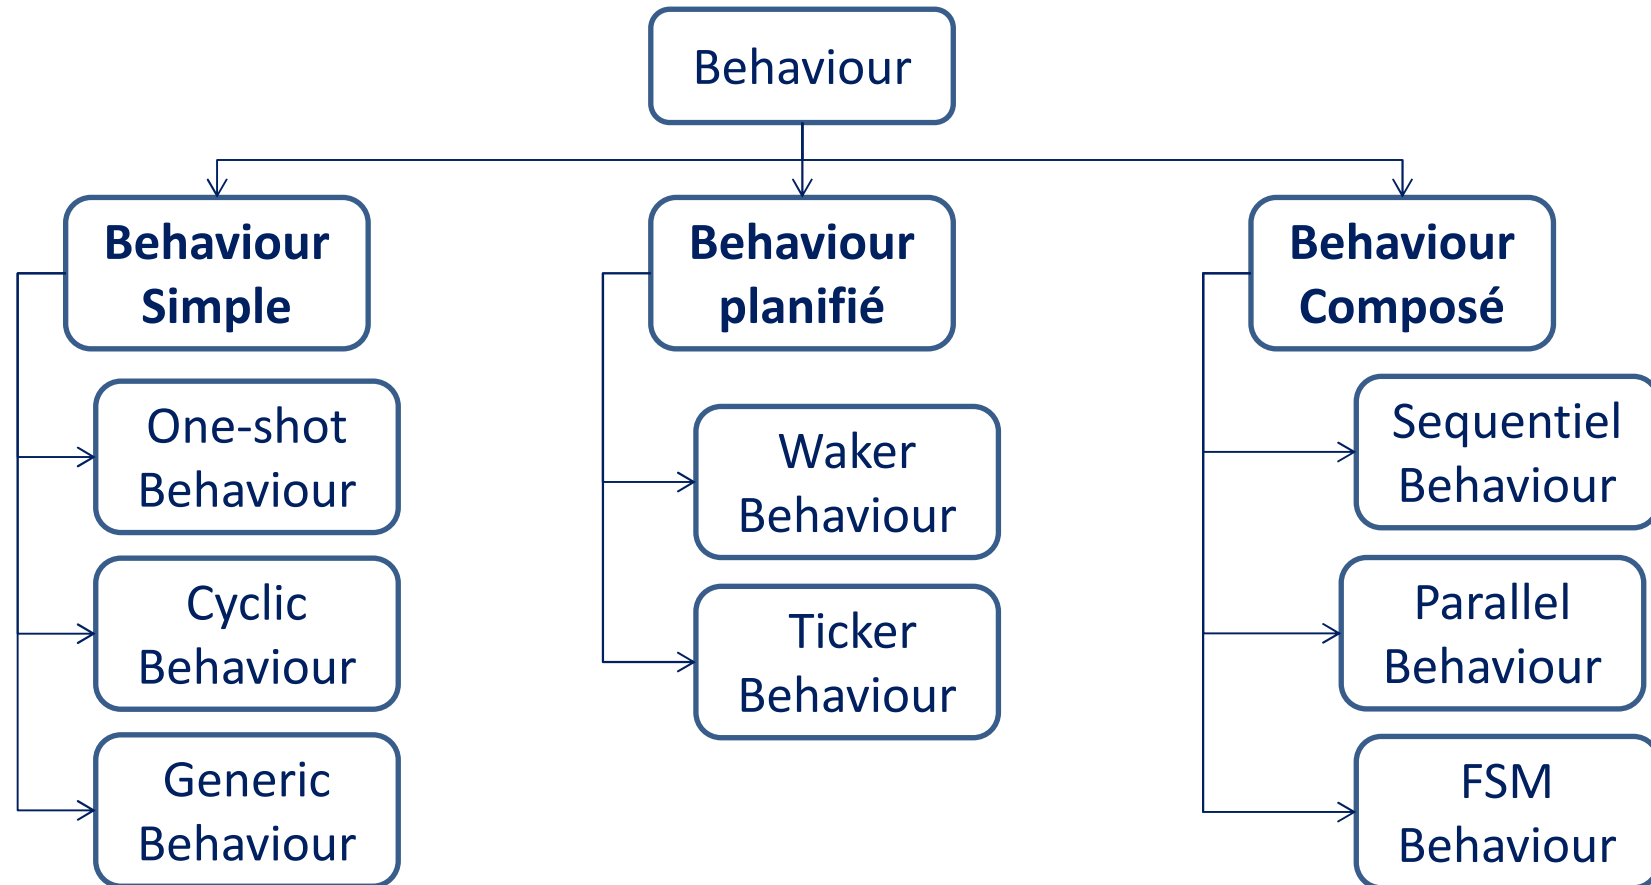 Behaviour
Behaviour
Simple
One-shot
Behaviour
Cyclic
Behaviour
Generic
Behaviour
Behaviour
planifié
Waker
Behaviour
Ticker
Behaviour
Behaviour
Composé
Sequentiel
Behaviour
Parallel
Behaviour
FSM
Behaviour